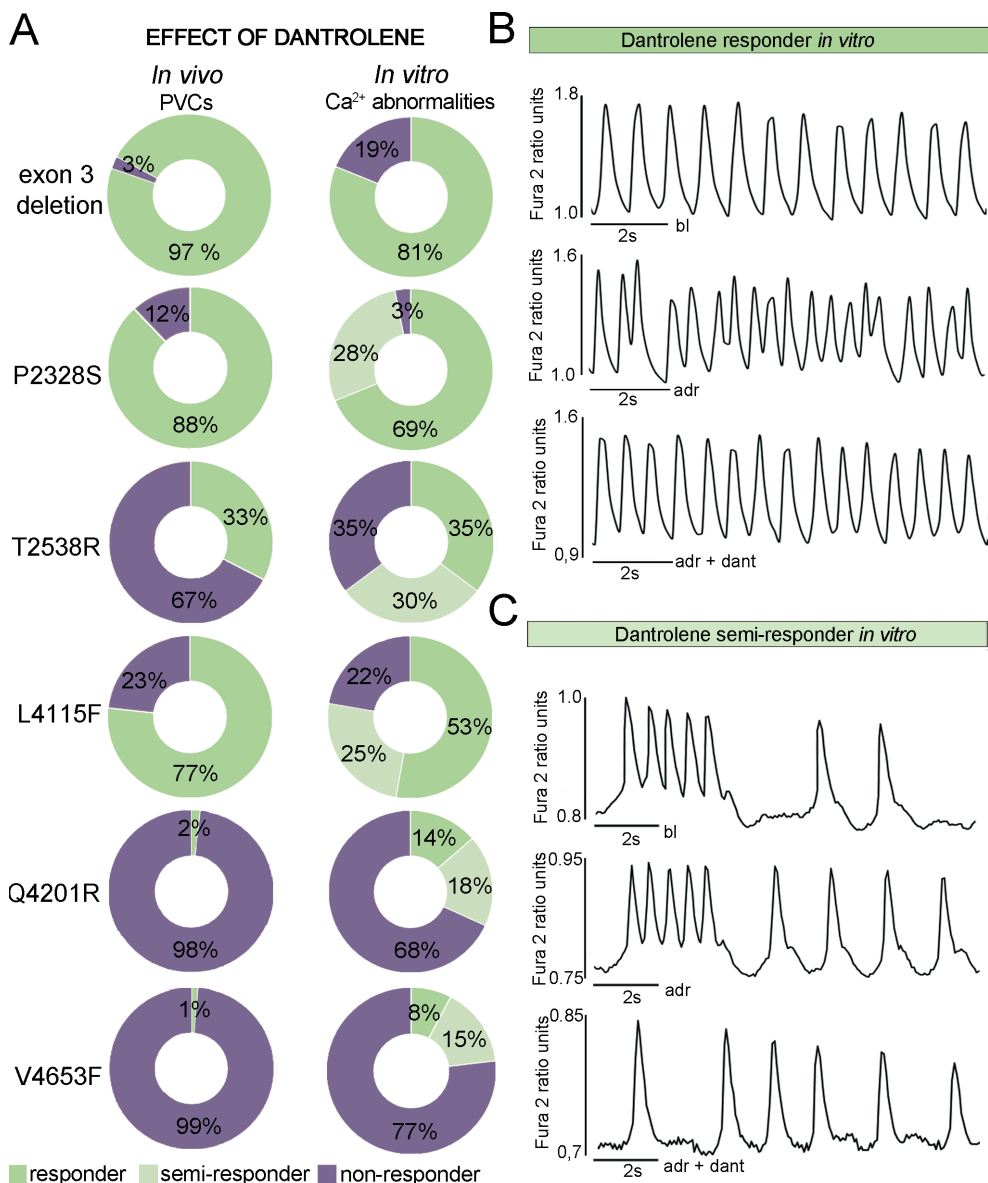 A
EFFECT OF DANTROLENE
In vivo
PVCs
In vitro
Ca²⁺ abnormalities
exon 3
deletion
3%
97 %
19%
81%
P2328S
12%
88%
3%
28%
69%
T2538R
33%
67%
35%
35%
30%
L4115F
23%
77%
22%
53%
25%
Q4201R
2%
98%
14%
18%
68%
V4653F
1%
99%
8%
15%
77%
responder
semi-responder
non-responder
B
Dantrolene responder in vitro
Fura 2 ratio units
1.8
1.0
2s
bl
Fura 2 ratio units
1.6
1.0
2s
adr
Fura 2 ratio units
1.6
0,9
2s
adr + dant
C
Dantrolene semi-responder in vitro
Fura 2 ratio units
1.0
0.8
2s
bl
Fura 2 ratio units
0.95
0.75
2s
adr
Fura 2 ratio units
0.85
0,7
2s
adr + dant